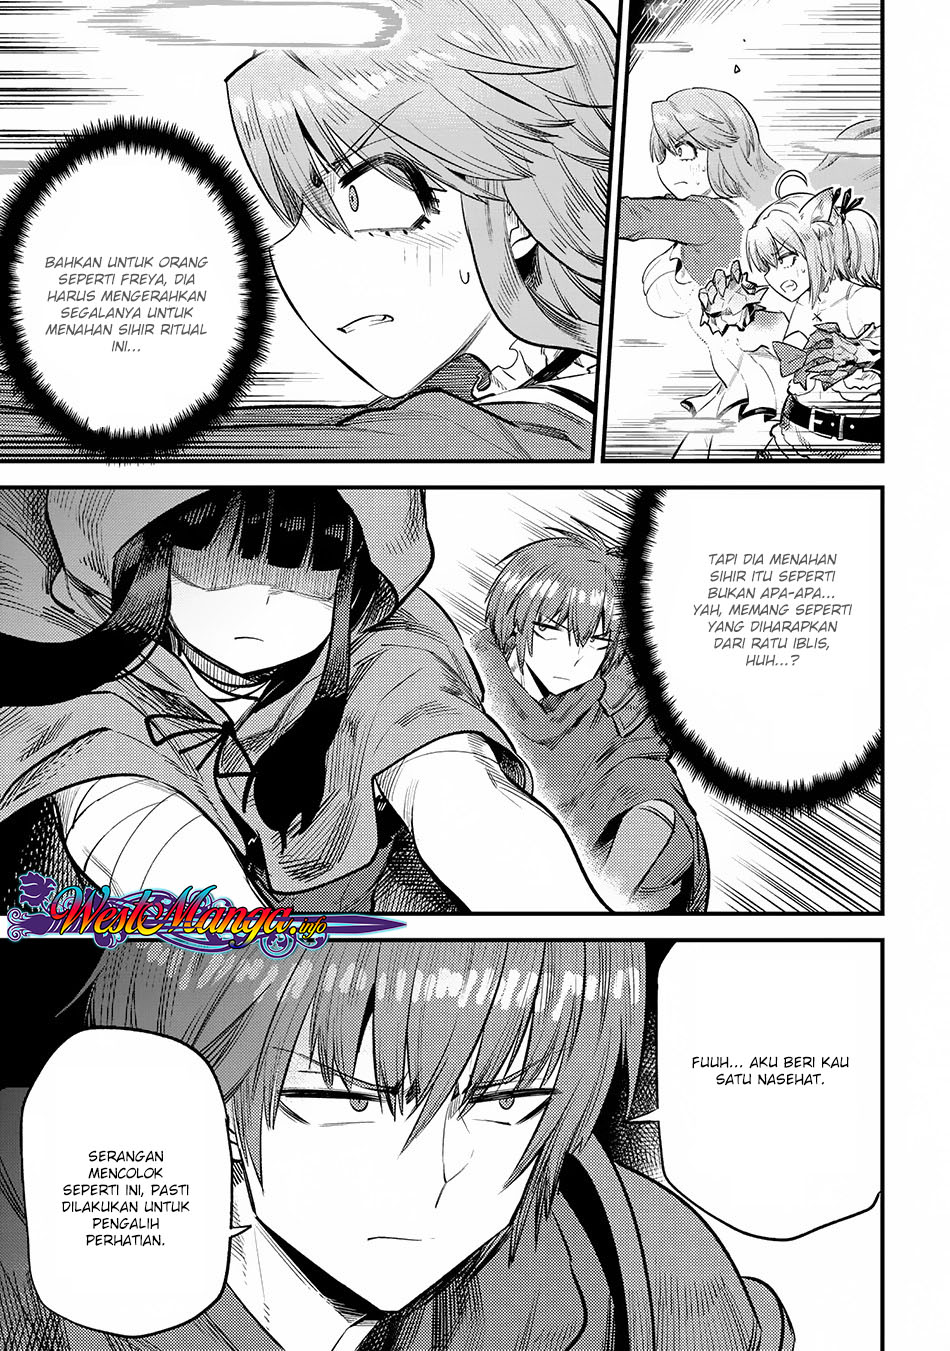 BAHKAN UNTUK ORANG
SEPERTI FREYA, DIA
HARUS MENGERAHKAN
SEGALANYA UNTUK
MENAHAN SIHIR RITUAL
INI...
TAPI DIA MENAHAN
SIHIR ITU SEPERTI
BUKAN APA-APA...
YAH, MEMANG SEPERTI
YANG DIHARAPKAN
DARI RATU IBLIS,
HUH...?
WestManga.info
FUUH... AKU BERI KAU
SATU NASEHAT.
SERANGAN
MENCOLOK
SEPERTI INI, PASTI
DILAKUKAN UNTUK
PENGALIH
PERHATIAN.